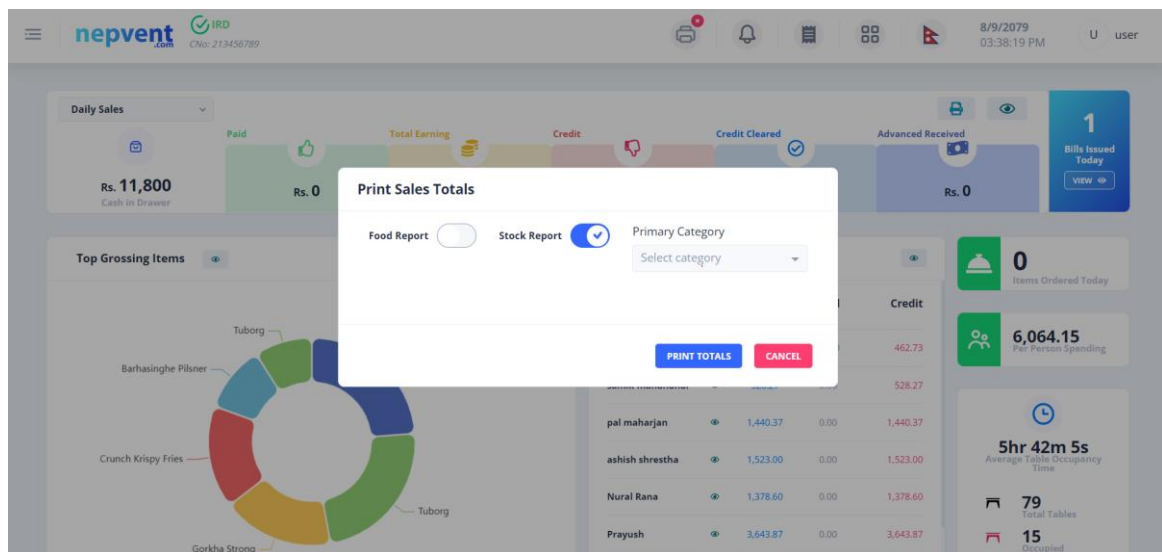 nepvent
.com
IRD
CNo: 213456789
8/9/2079
03:38:19 PM
U user
Daily Sales
Rs. 11,800
Cash in Drawer
Paid
Rs. 0
Total Earning
Credit
Credit Cleared
Advanced Received
Rs. 0
1
Bills Issued
Today
VIEW
Print Sales Totals
Food Report
Stock Report
Primary Category
Select category
PRINT TOTALS
CANCEL
Top Grossing Items
Tuborg
Barhasinghe Pilsner
Crunch Krispy Fries
Gorkha Strong
Tuborg
Credit
462.73
528.27
pal maharjan 1,440.37 0.00 1,440.37
ashish shrestha 1,523.00 0.00 1,523.00
Nural Rana 1,378.60 0.00 1,378.60
Prayush 3,643.87 0.00 3,643.87
0
Items Ordered Today
6,064.15
Per Person Spending
5hr 42m 5s
Average Table Occupancy
Time
79
Total Tables
15
Occupied